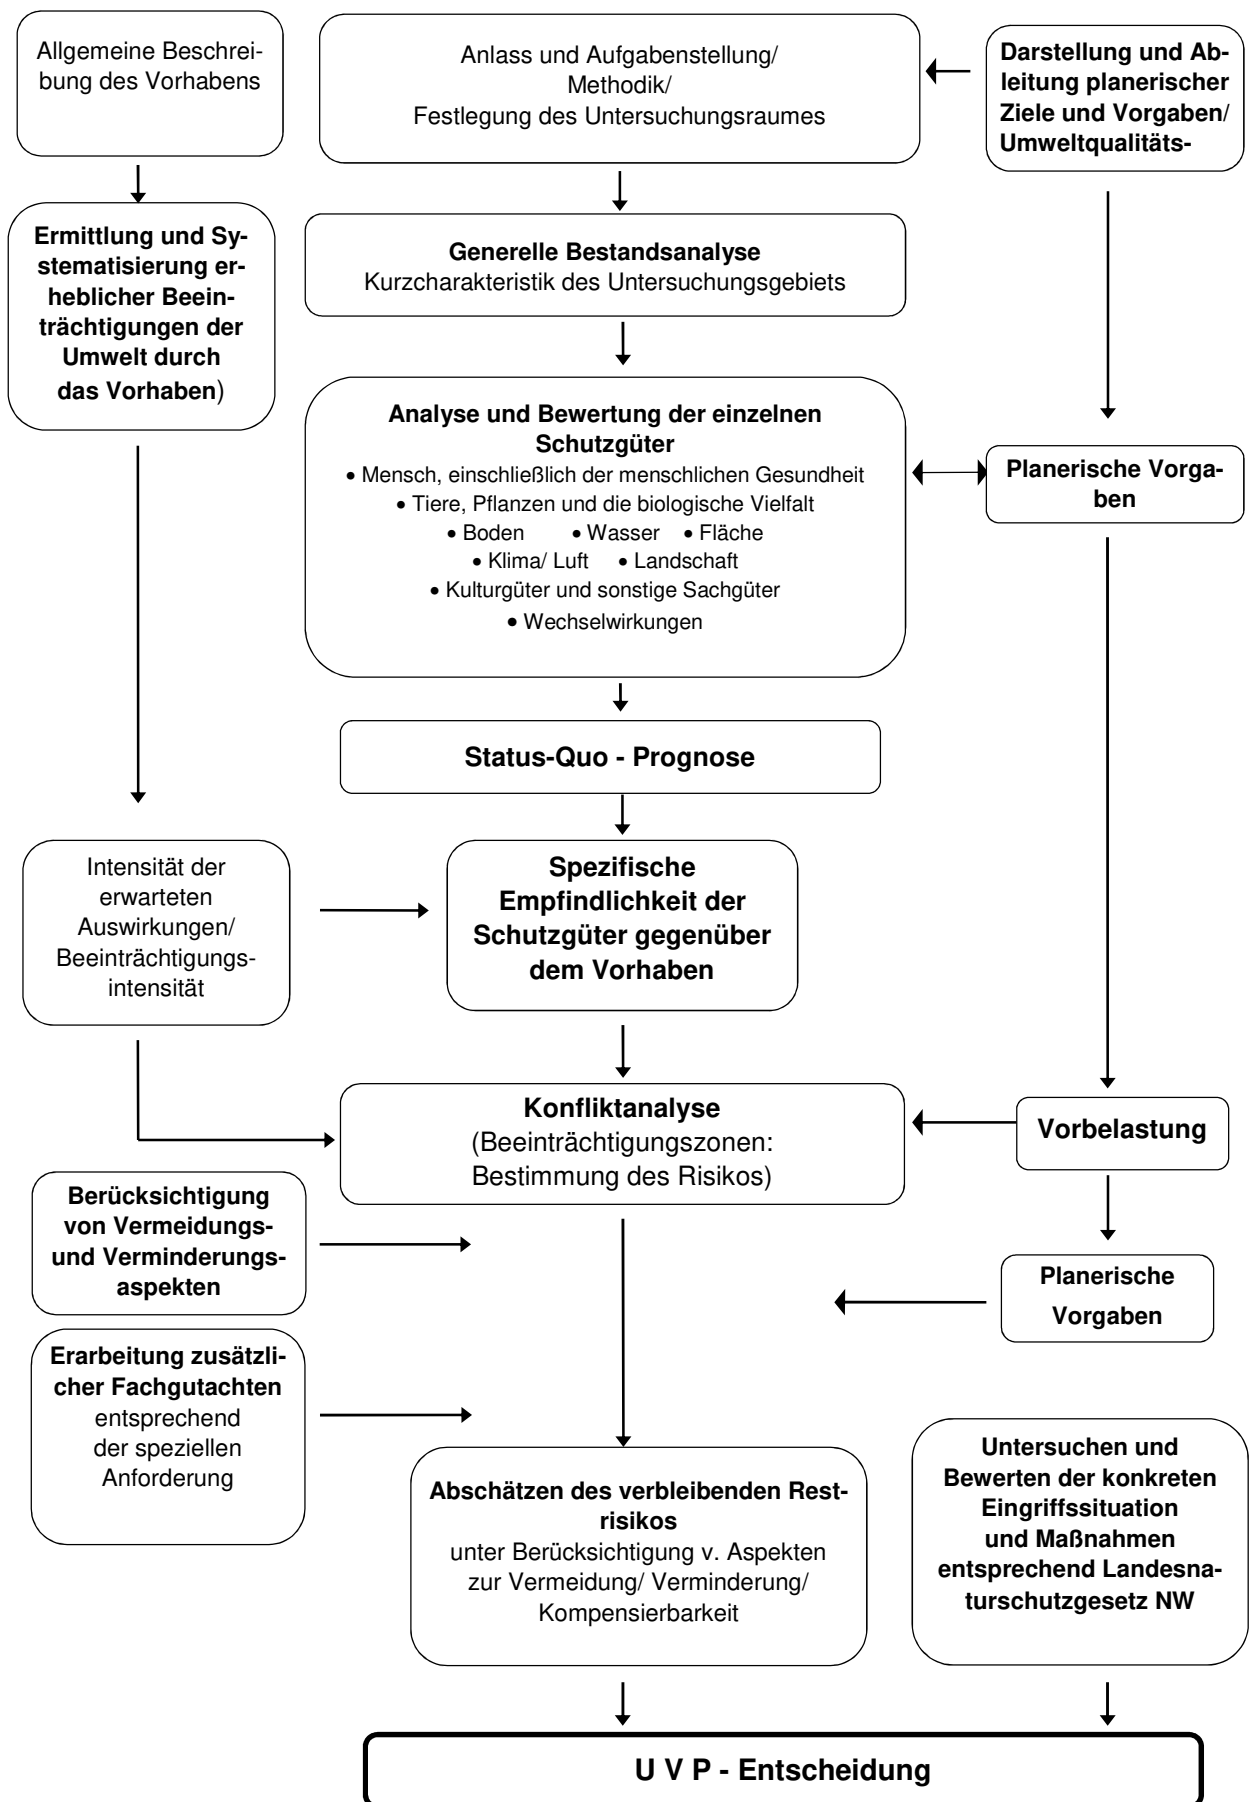 Allgemeine Beschrei-
bung des Vorhabens
Anlass und Aufgabenstellung/
Methodik/
Festlegung des Untersuchungsraumes
Darstellung und Ab-
leitung planerischer
Ziele und Vorgaben/
Umweltqualitäts-
Ermittlung und Sy-
stematisierung er-
heblicher Beein-
trächtigungen der
Umwelt durch
das Vorhaben)
Generelle Bestandsanalyse
Kurzcharakteristik des Untersuchungsgebiets
Analyse und Bewertung der einzelnen
Schutzgüter
• Mensch, einschließlich der menschlichen Gesundheit
• Tiere, Pflanzen und die biologische Vielfalt
• Boden • Wasser • Fläche
• Klima/ Luft • Landschaft
• Kulturgüter und sonstige Sachgüter
• Wechselwirkungen
Planerische Vorga-
ben
Status-Quo - Prognose
Intensität der
erwarteten
Auswirkungen/
Beeinträchtigungs-
intensität
Spezifische
Empfindlichkeit der
Schutzgüter gegenüber
dem Vorhaben
Konfliktanalyse
(Beeinträchtigungszonen:
Bestimmung des Risikos)
Vorbelastung
Berücksichtigung
von Vermeidungs-
und Verminderungs-
aspekten
Planerische
Vorgaben
Erarbeitung zusätzli-
cher Fachgutachten
entsprechend
der speziellen
Anforderung
Abschätzen des verbleibenden Rest-
risikos
unter Berücksichtigung v. Aspekten
zur Vermeidung/ Verminderung/
Kompensierbarkeit
Untersuchen und
Bewerten der konkreten
Eingriffssituation
und Maßnahmen
entsprechend Landesna-
turschutzgesetz NW
U V P - Entscheidung